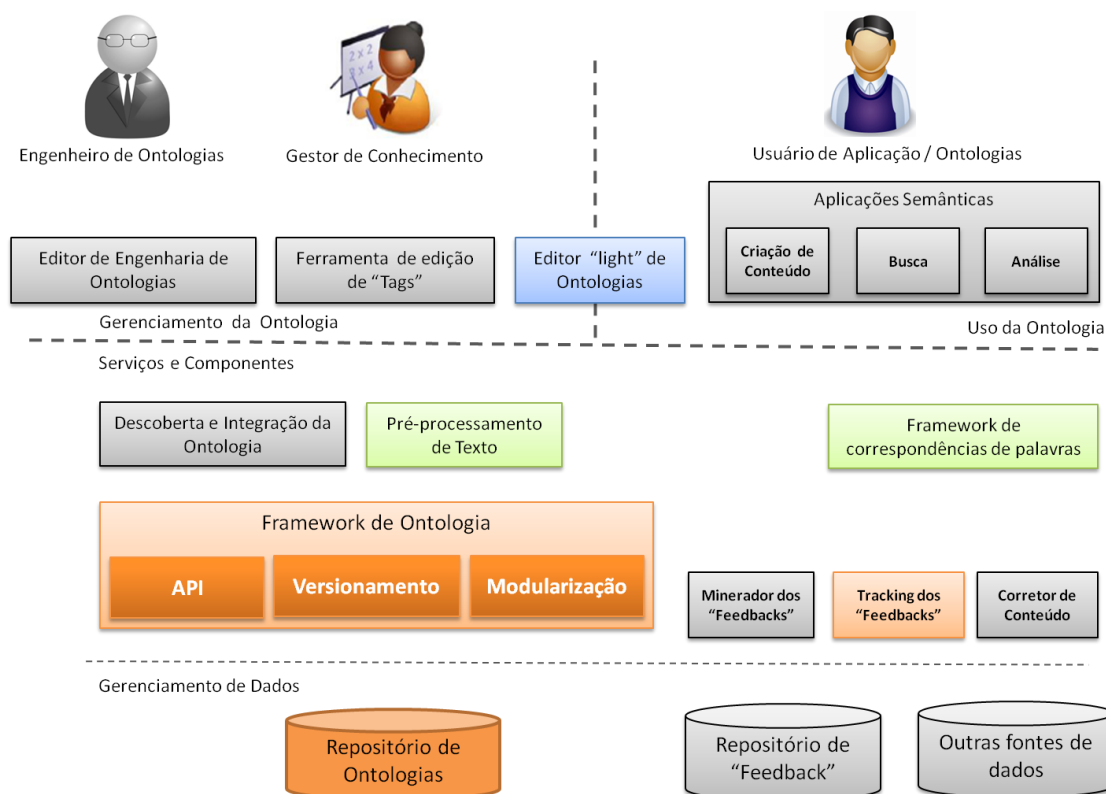 2 x 2
3 x 4
Engenheiro de Ontologias
Gestor de Conhecimento
Usuário de Aplicação / Ontologias
Aplicações Semânticas
Criação de
Conteúdo
Busca
Análise
Editor de Engenharia de
Ontologias
Ferramenta de edição
de “Tags”
Editor “light” de
Ontologias
Gerenciamento da Ontologia
Uso da Ontologia
Serviços e Componentes
Descoberta e Integração da
Ontologia
Pré-processamento
de Texto
Framework de
correspondências de palavras
Framework de Ontologia
API
Versionamento
Modularização
Minerador dos
“Feedbacks”
Tracking dos
“Feedbacks”
Corretor de
Conteúdo
Gerenciamento de Dados
Repositório de
Ontologias
Repositório de
“Feedback”
Outras fontes de
dados